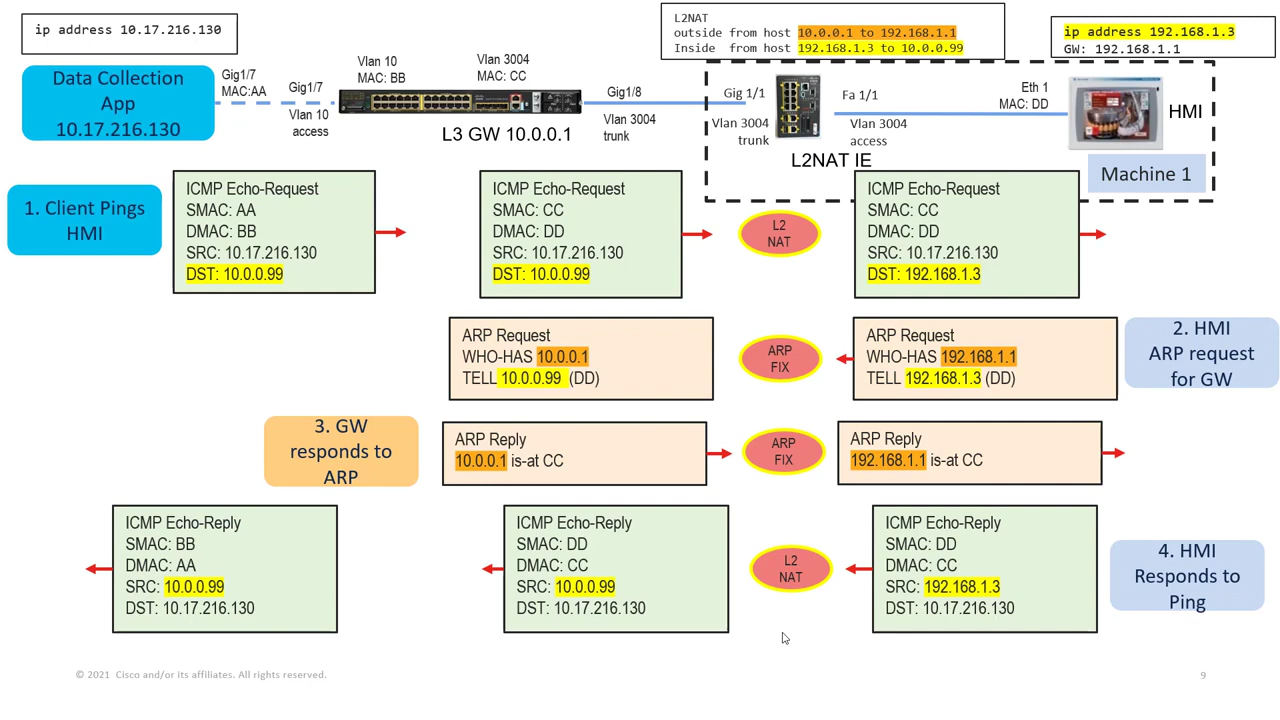 ip address 10.17.216.130
L2NAT
outside from host 10.0.0.1 to 192.168.1.1
Inside from host 192.168.1.3 to 10.0.0.99
ip address 192.168.1.3
GW: 192.168.1.1
Data Collection
App
10.17.216.130
Gig1/7
MAC:AA
Gig1/7
Vlan 10
access
Vlan 10
MAC: BB
Vlan 3004
MAC: CC
L3 GW 10.0.0.1
Gig1/8
Vlan 3004
trunk
Gig 1/1
Vlan 3004
trunk
L2NAT IE
Fa 1/1
Vlan 3004
access
Eth 1
MAC: DD
HMI
Machine 1
1. Client Pings
HMI
ICMP Echo-Request
SMAC: AA
DMAC: BB
SRC: 10.17.216.130
DST: 10.0.0.99
ICMP Echo-Request
SMAC: CC
DMAC: DD
SRC: 10.17.216.130
DST: 10.0.0.99
L2
NAT
ICMP Echo-Request
SMAC: CC
DMAC: DD
SRC: 10.17.216.130
DST: 192.168.1.3
ARP Request
WHO-HAS 10.0.0.1
TELL 10.0.0.99 (DD)
ARP
FIX
ARP Request
WHO-HAS 192.168.1.1
TELL 192.168.1.3 (DD)
2. HMI
ARP request
for GW
3. GW
responds to
ARP
ARP Reply
10.0.0.1 is-at CC
ARP
FIX
ARP Reply
192.168.1.1 is-at CC
ICMP Echo-Reply
SMAC: BB
DMAC: AA
SRC: 10.0.0.99
DST: 10.17.216.130
ICMP Echo-Reply
SMAC: DD
DMAC: CC
SRC: 10.0.0.99
DST: 10.17.216.130
L2
NAT
ICMP Echo-Reply
SMAC: DD
DMAC: CC
SRC: 192.168.1.3
DST: 10.17.216.130
4. HMI
Responds to
Ping
© 2021 Cisco and/or its affiliates. All rights reserved.
9